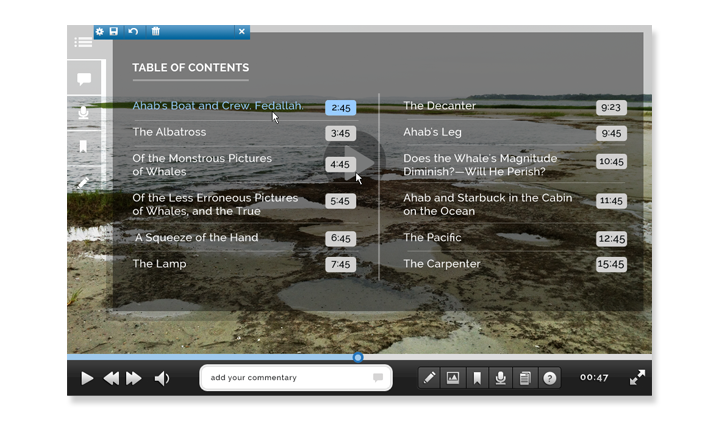 TABLE OF CONTENTS
Ahab's Boat and Crew. Fedallah. 2:45
The Albatross 3:45
Of the Monstrous Pictures
of Whales 4:45
Of the Less Erroneous Pictures
of Whales, and the True 5:45
A Squeeze of the Hand 6:45
The Lamp 7:45
The Decanter 9:23
Ahab's Leg 9:45
Does the Whale's Magnitude
Diminish?—Will He Perish? 10:45
Ahab and Starbuck in the Cabin
on the Ocean 11:45
The Pacific 12:45
The Carpenter 15:45
add your commentary
?
00:47